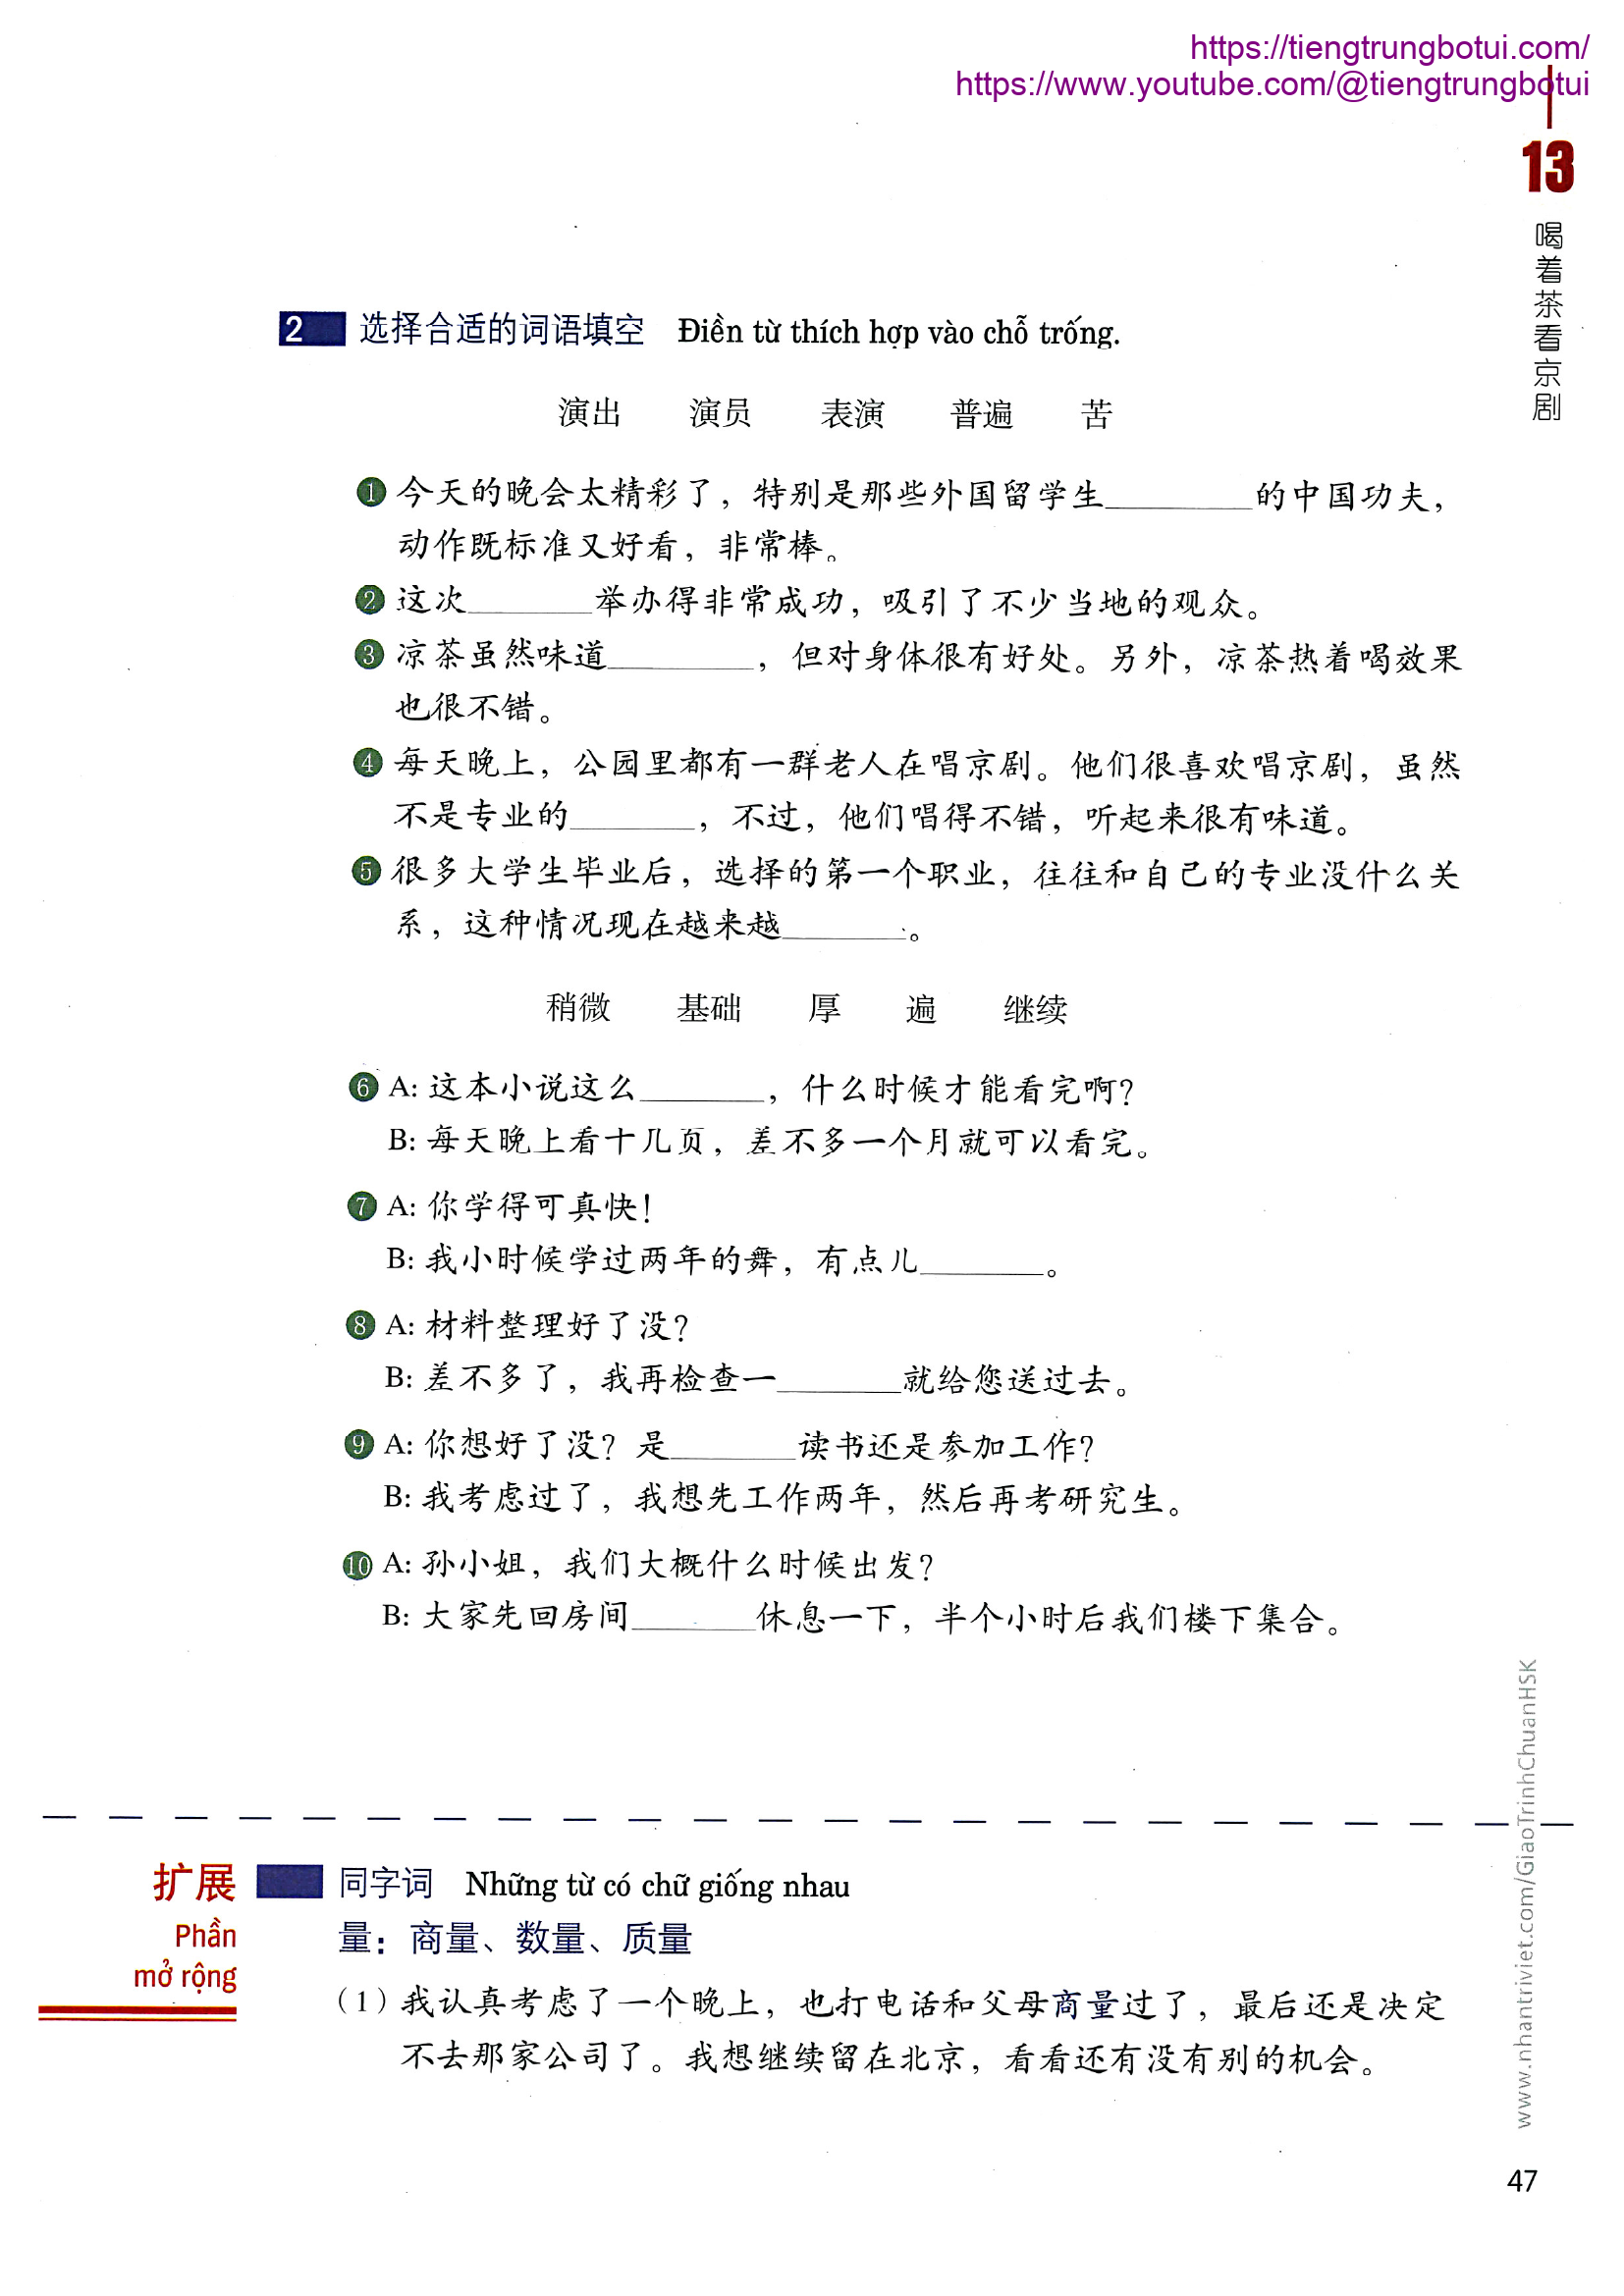 https://tiengtrungbotui.com/
https://www.youtube.com/@tiengtrungbotui
13
喝着茶看京剧
2 选择合适的词语填空 Điền từ thích hợp vào chỗ trống.
演出 演员 表演 普遍 苦
1 今天的晚会太精彩了，特别是那些外国留学生________的中国功夫，
动作既标准又好看，非常棒。
2 这次________举办得非常成功，吸引了不少当地的观众。
3 凉茶虽然味道________，但对身体很有好处。另外，凉茶热着喝效果
也很不错。
4 每天晚上，公园里都有一群老人在唱京剧。他们很喜欢唱京剧，虽然
不是专业的________，不过，他们唱得不错，听起来很有味道。
5 很多大学生毕业后，选择的第一个职业，往往和自己的专业没什么关
系，这种情况现在越来越________。
稍微 基础 厚 遍 继续
6 A: 这本小说这么________，什么时候才能看完啊？
B: 每天晚上看十几页，差不多一个月就可以看完。
7 A: 你学得可真快！
B: 我小时候学过两年的舞，有点儿________。
8 A: 材料整理好了没？
B: 差不多了，我再检查一________就给您送过去。
9 A: 你想好了没？是________读书还是参加工作？
B: 我考虑过了，我想先工作两年，然后再考研究生。
10 A: 孙小姐，我们大概什么时候出发？
B: 大家先回房间________休息一下，半个小时后我们楼下集合。
扩展
Phần
mở rộng
同字词 Những từ có chữ giống nhau
量：商量、数量、质量
（1）我认真考虑了一个晚上，也打电话和父母商量过了，最后还是决定
不去那家公司了。我想继续留在北京，看看还有没有别的机会。
www.nhantriviet.com/GiaoTrinhChuanHSK
47